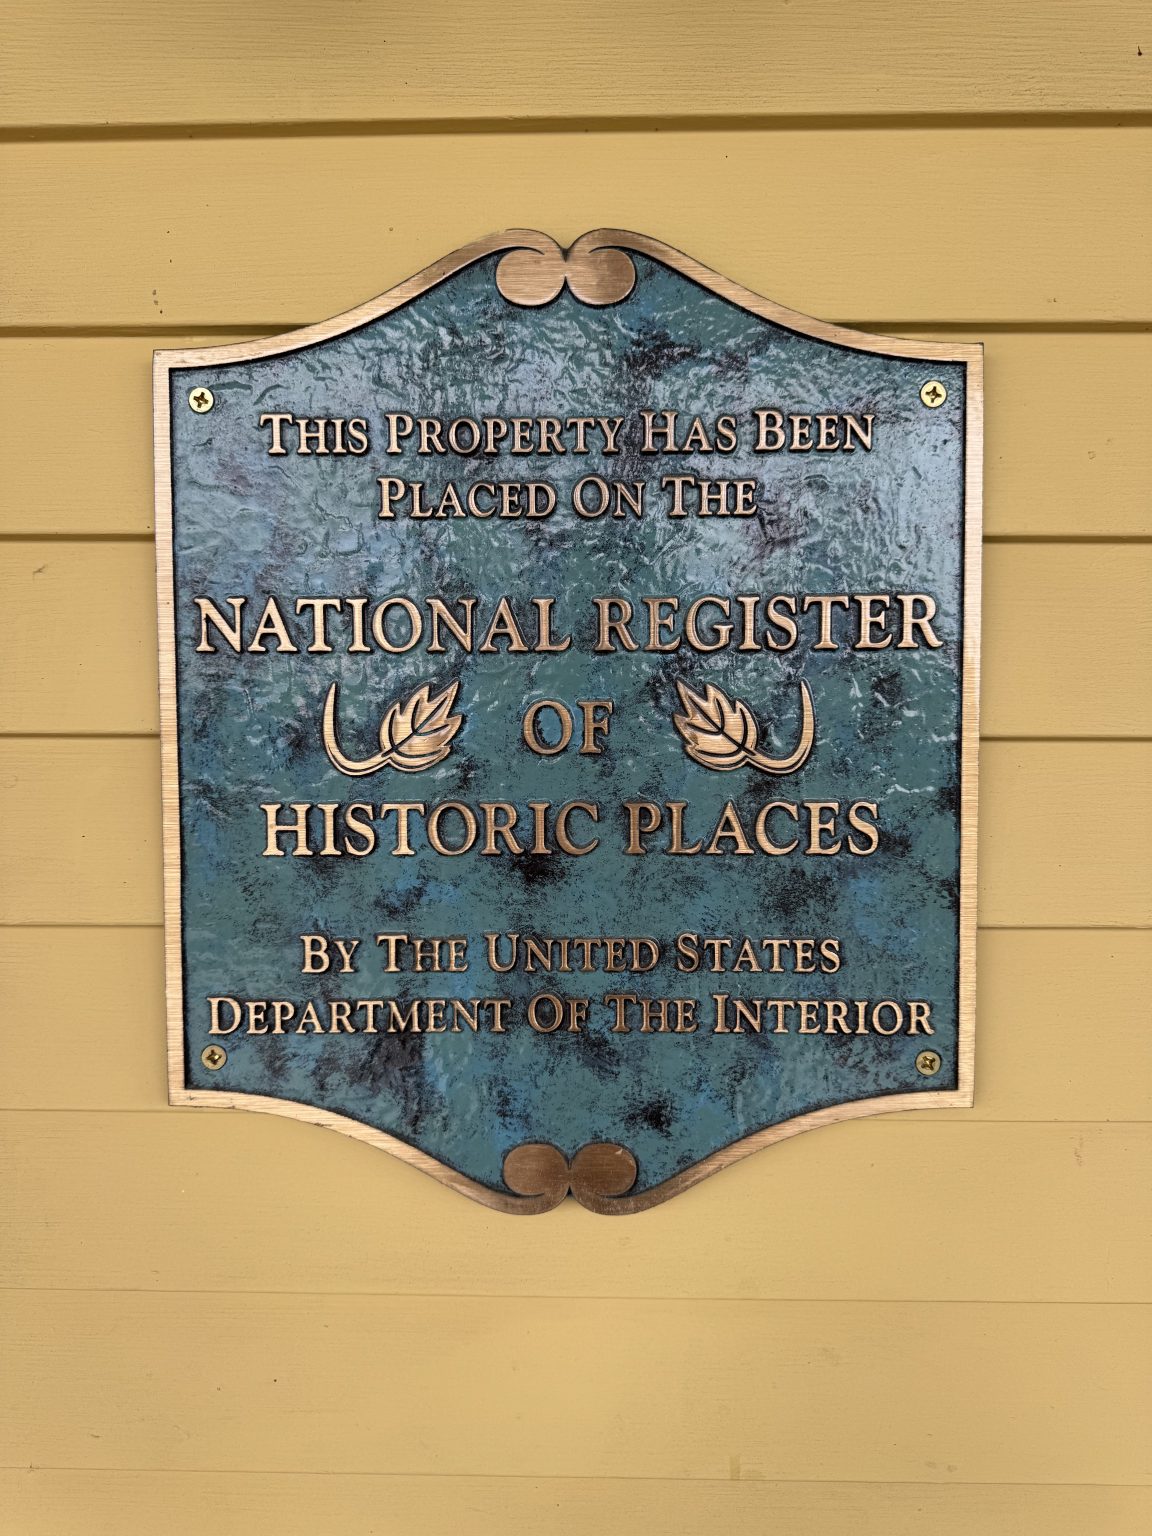 This Property Has Been
Placed On The
NATIONAL REGISTER
OF
HISTORIC PLACES
By The United States
Department Of The Interior